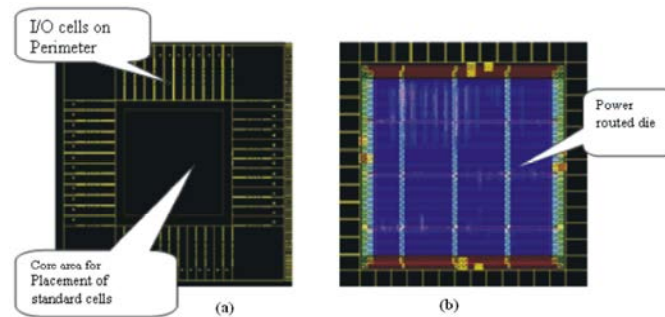 I/O cells on
Perimeter
Core area for
Placement of
standard cells
(a)
Power
routed die
(b)